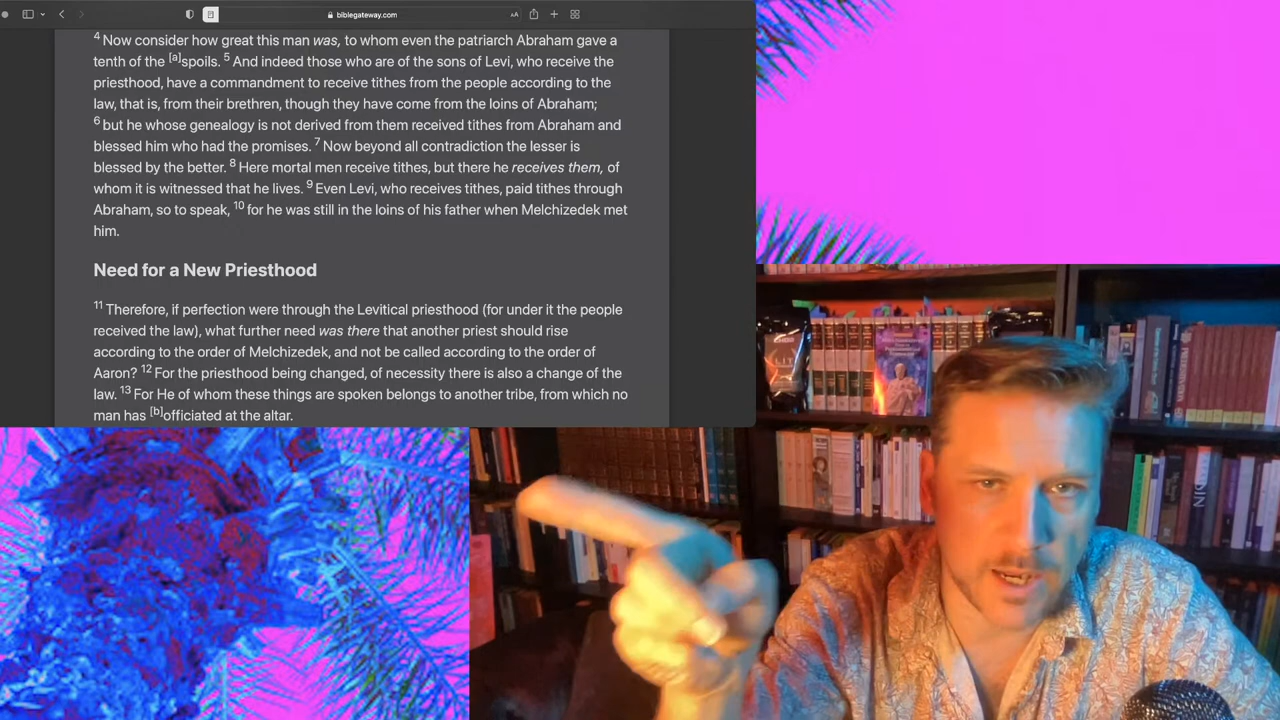 biblegateway.com
4 Now consider how great this man was, to whom even the patriarch Abraham gave a
tenth of the [a]spoils. 5 And indeed those who are of the sons of Levi, who receive the
priesthood, have a commandment to receive tithes from the people according to the
law, that is, from their brethren, though they have come from the loins of Abraham;
6 but he whose genealogy is not derived from them received tithes from Abraham and
blessed him who had the promises. 7 Now beyond all contradiction the lesser is
blessed by the better. 8 Here mortal men receive tithes, but there he receives them, of
whom it is witnessed that he lives. 9 Even Levi, who receives tithes, paid tithes through
Abraham, so to speak, 10 for he was still in the loins of his father when Melchizedek met
him.
Need for a New Priesthood
11 Therefore, if perfection were through the Levitical priesthood (for under it the people
received the law), what further need was there that another priest should rise
according to the order of Melchizedek, and not be called according to the order of
Aaron? 12 For the priesthood being changed, of necessity there is also a change of the
law. 13 For He of whom these things are spoken belongs to another tribe, from which no
man has [b]officiated at the altar.